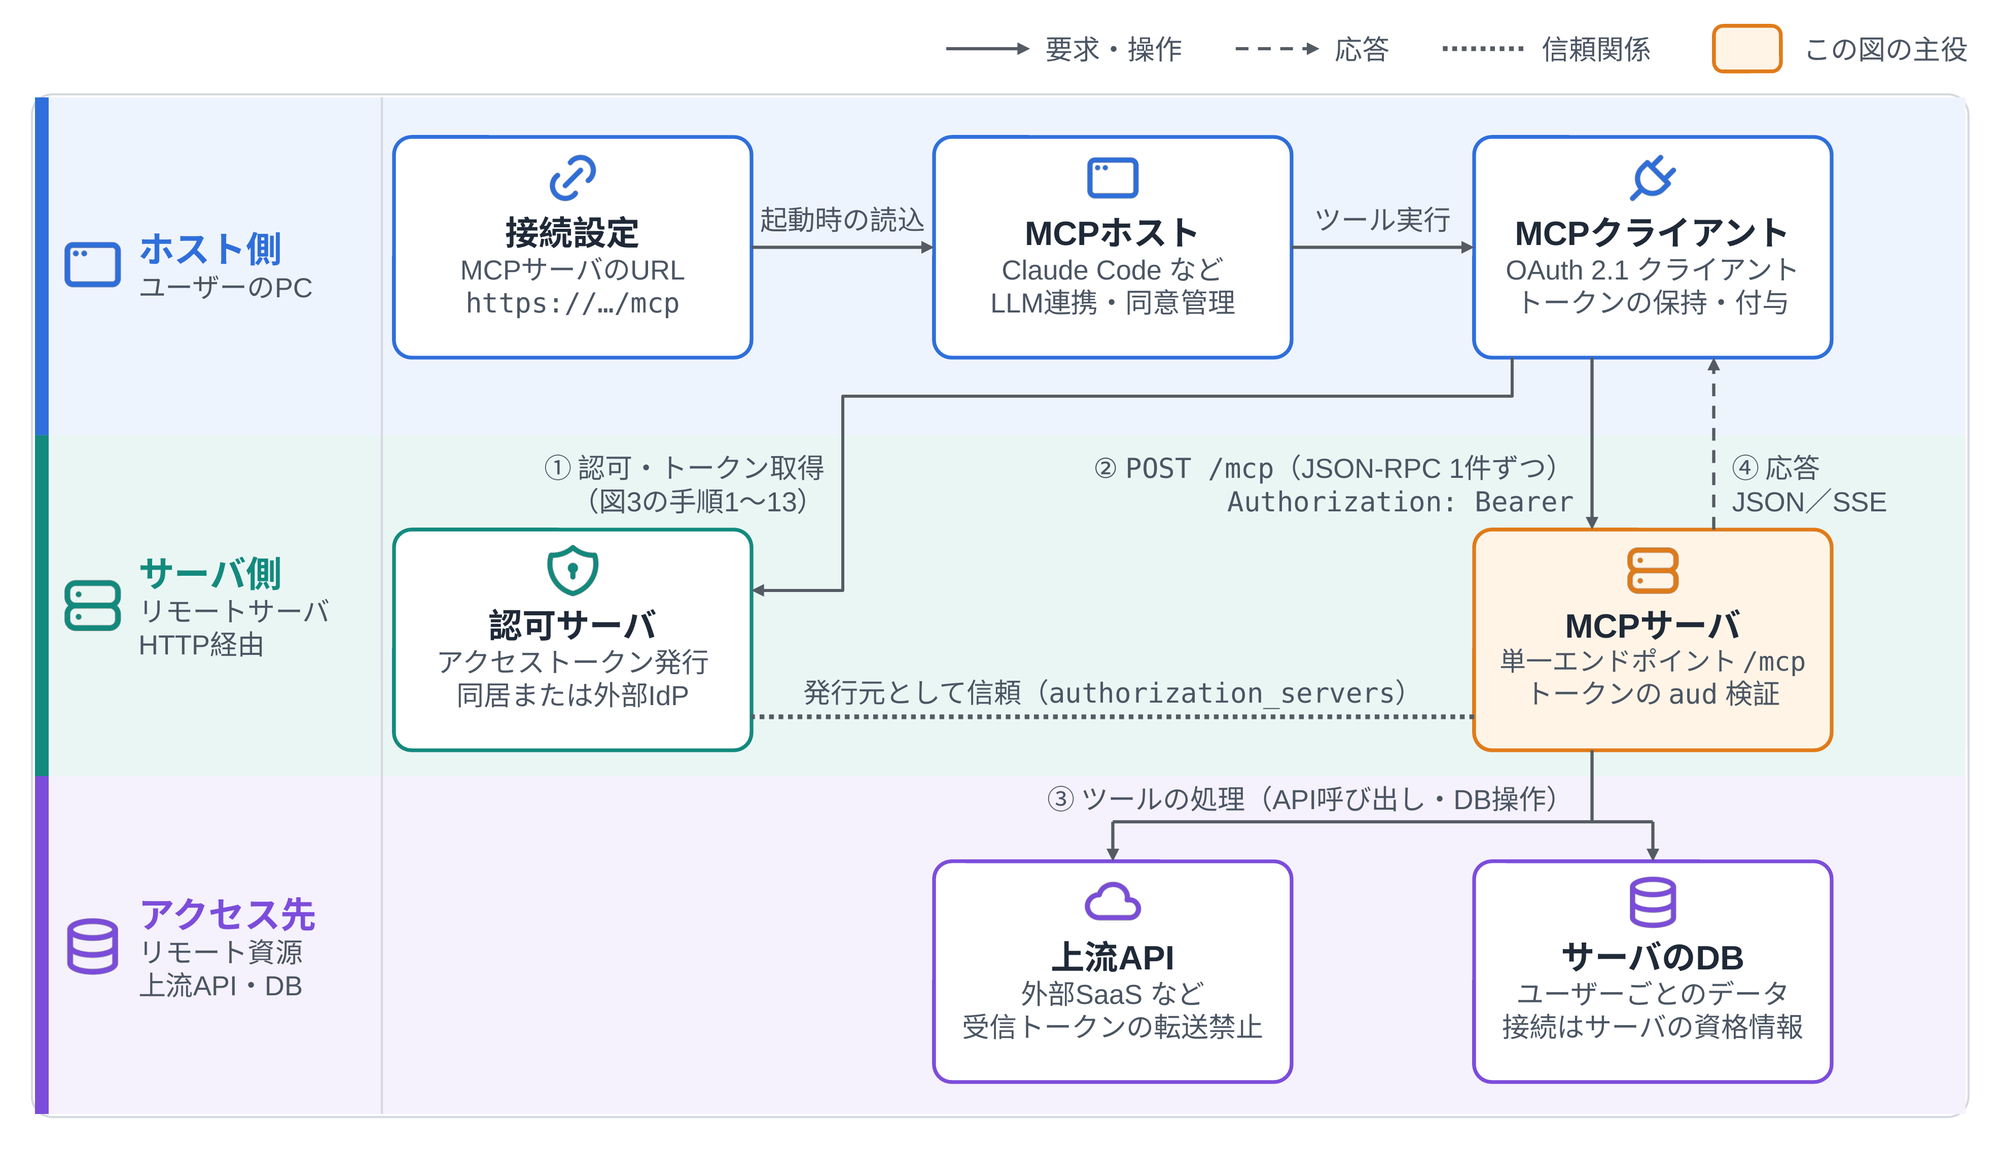 要求・操作
応答
信頼関係
この図の主役
ホスト側
ユーザーのPC
接続設定
MCPサーバのURL
https://…/mcp
起動時の読込
MCPホスト
Claude Code など
LLM連携・同意管理
ツール実行
MCPクライアント
OAuth 2.1 クライアント
トークンの保持・付与
① 認可・トークン取得
（図3の手順1～13）
② POST /mcp（JSON-RPC 1件ずつ）
Authorization: Bearer
④ 応答
JSON／SSE
サーバ側
リモートサーバ
HTTP経由
認可サーバ
アクセストークン発行
同居または外部IdP
発行元として信頼（authorization_servers）
MCPサーバ
単一エンドポイント /mcp
トークンの aud 検証
③ ツールの処理（API呼び出し・DB操作）
アクセス先
リモート資源
上流API・DB
上流API
外部SaaS など
受信トークンの転送禁止
サーバのDB
ユーザーごとのデータ
接続はサーバの資格情報